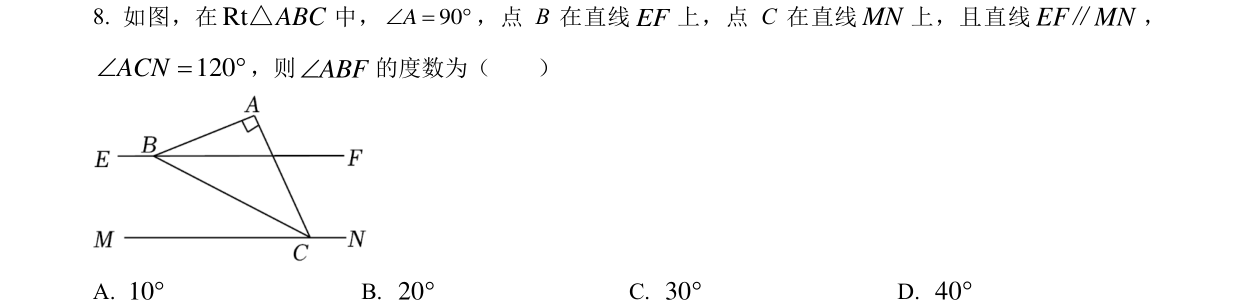 8. 如图，在 Rt△ABC 中，∠A＝90°，点 B 在直线 EF 上，点 C 在直线 MN 上，且直线 EF∥MN，
∠ACN＝120°，则∠ABF 的度数为（　　）
A
B
E
F
M
N
C
A. 10°　B. 20°　C. 30°　D. 40°